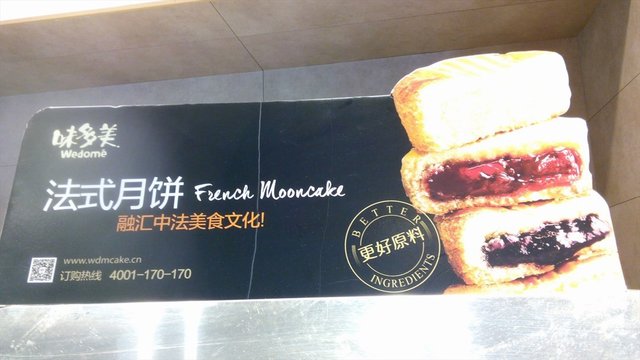 味多美
Wedomé
法式月饼 French Mooncake
融汇中法美食文化!
www.wdmcake.cn
订购热线 4001-170-170
BETTER
更好原料
INGREDIENTS